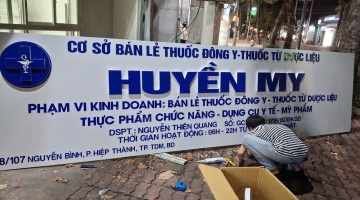 CƠ SỞ BÁN LẺ THUỐC ĐÔNG Y-THUỐC TỪ DƯỢC LIỆU
HUYỀN MY
PHẠM VI KINH DOANH: BÁN LẺ THUỐC ĐÔNG Y-THUỐC TỪ DƯỢC LIỆU
THỰC PHẨM CHỨC NĂNG - DỤNG CỤ Y TẾ - MỸ PHẨM
DSPT: NGUYỄN THIÊN QUANG SỐ:
THỜI GIAN HOẠT ĐỘNG: 06H - 22H
8/107 NGUYỄN BÌNH, P. HIỆP THÀNH, TP. TDM, BD